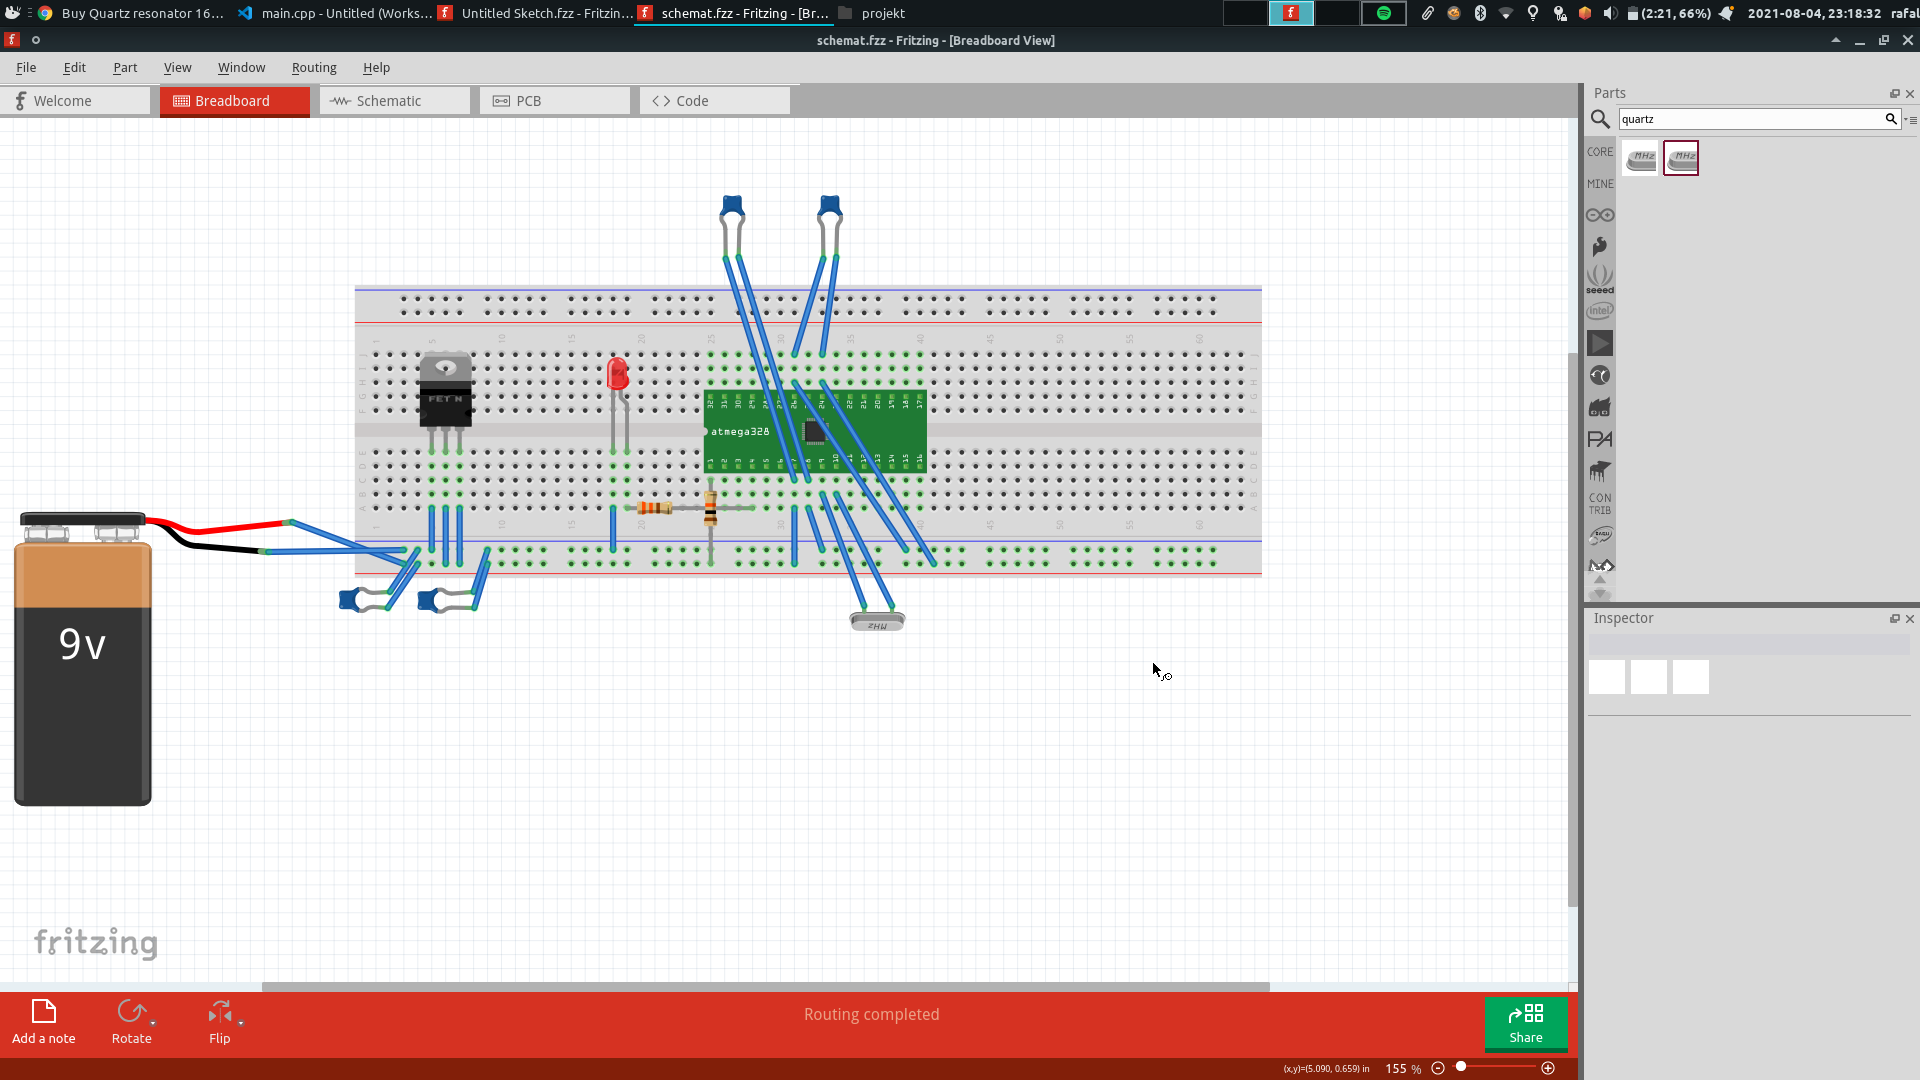 Buy Quartz resonator 16...
main.cpp - Untitled (Works...
Untitled Sketch.fzz - Fritzin...
schemat.fzz - Fritzing - [Br...
projekt
(2:21, 66%)
2021-08-04, 23:18:32
rafal
schemat.fzz - Fritzing - [Breadboard View]
File Edit Part View Window Routing Help
Welcome
Breadboard
Schematic
PCB
Code
Parts
quartz
CORE
MINE
seeed
intel
PA
CON
TRIB
MHz
MHz
FET N
atmega328
9v
MHz
Inspector
fritzing
Add a note
Rotate
Flip
Routing completed
Share
(x,y)=(5.090, 0.659) in
155 %